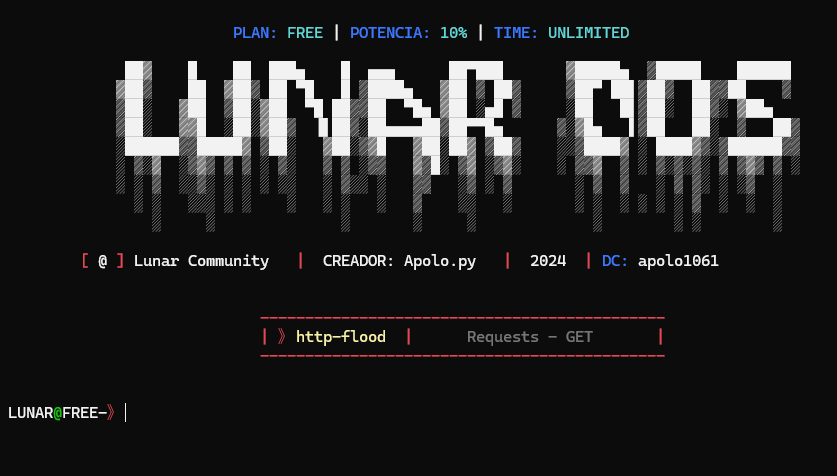 PLAN: FREE | POTENCIA: 10% | TIME: UNLIMITED
LUNAR DOS
[ @ ] Lunar Community | CREADOR: Apolo.py | 2024 | DC: apolo1061
| 》 http-flood | Requests - GET |
LUNAR@FREE-》